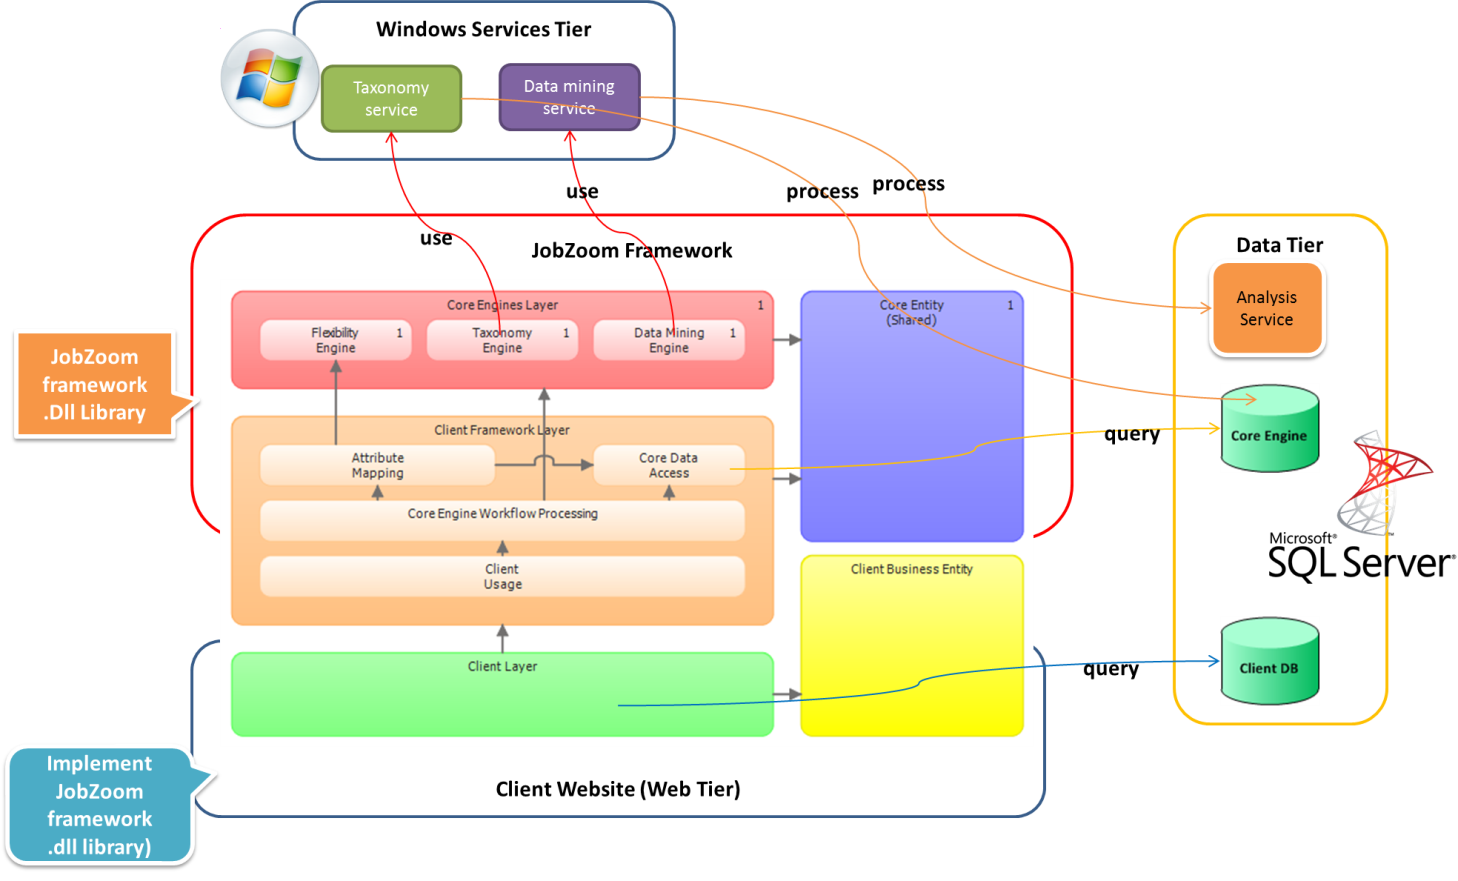 Windows Services Tier
Taxonomy
service
Data mining
service
use
use
process
process
JobZoom Framework
Core Engines Layer
1
Flexibility
Engine
1
Taxonomy
Engine
1
Data Mining
Engine
1
Core Entity
(Shared)
1
JobZoom
framework
.Dll Library
Client Framework Layer
Attribute
Mapping
Core Data
Access
Core Engine Workflow Processing
Client
Usage
Client Business Entity
Client Layer
query
query
Data Tier
Analysis
Service
Core Engine
Microsoft®
SQL Server®
Client DB
Implement
JobZoom
framework
.dll library)
Client Website (Web Tier)